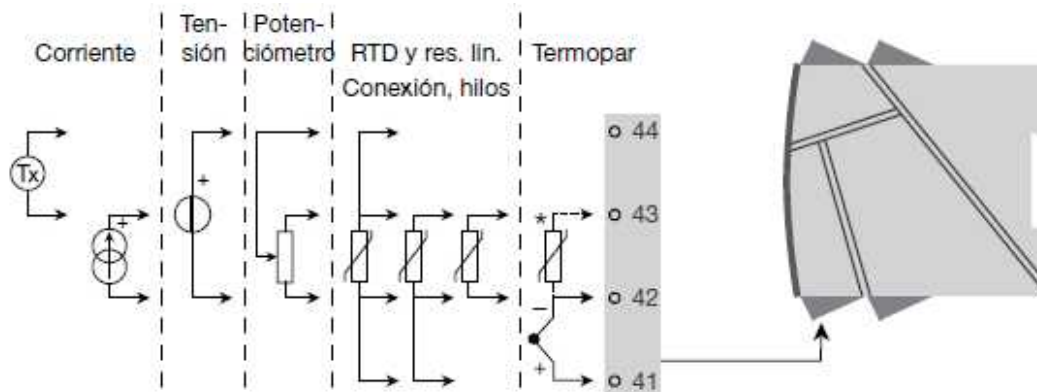 Corriente
Ten-
sión
Poten-
ciómetro
RTD y res. lin.
Conexión, hilos
Termopar
Tx
+
+
*
–
+
44
43
42
41